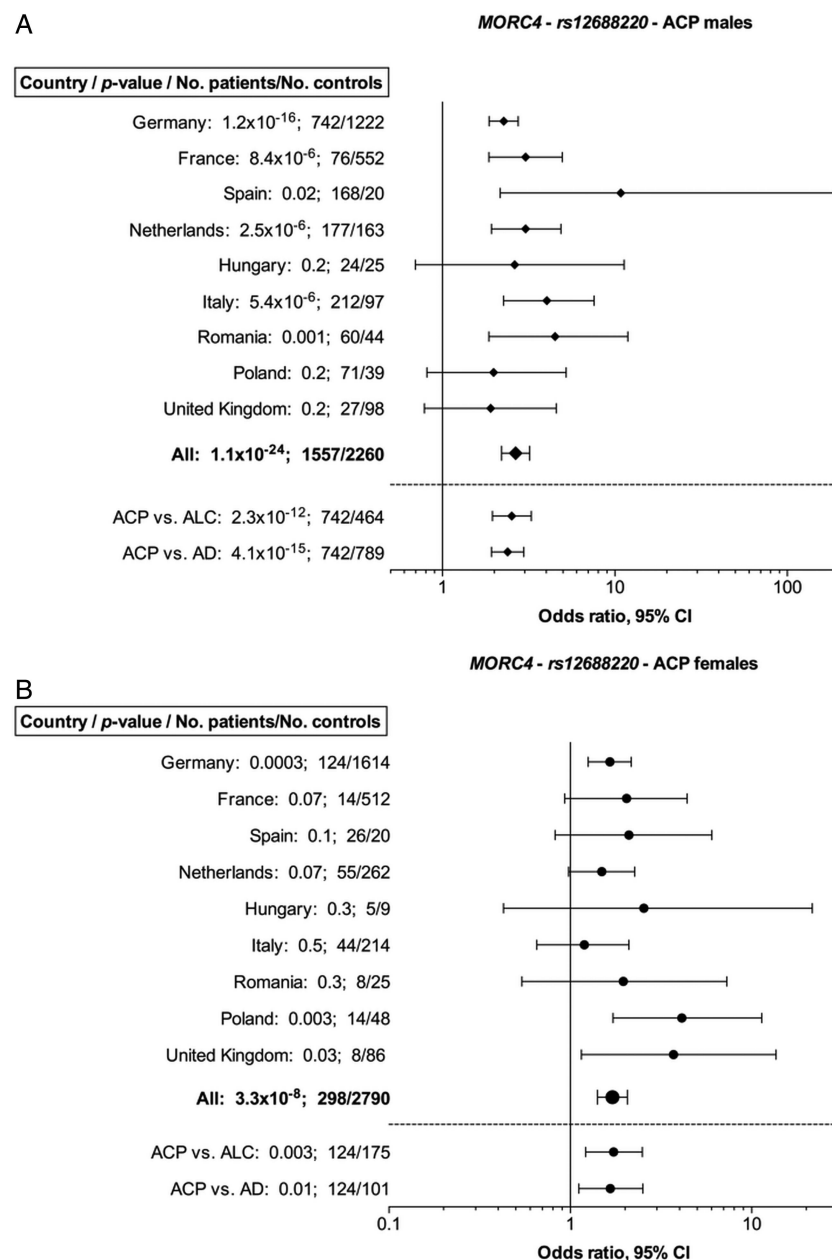 A
MORC4 - rs12688220 - ACP males
Country / p-value / No. patients/No. controls
Germany: 1.2x10⁻¹⁶; 742/1222
France: 8.4x10⁻⁶; 76/552
Spain: 0.02; 168/20
Netherlands: 2.5x10⁻⁶; 177/163
Hungary: 0.2; 24/25
Italy: 5.4x10⁻⁶; 212/97
Romania: 0.001; 60/44
Poland: 0.2; 71/39
United Kingdom: 0.2; 27/98
All: 1.1x10⁻²⁴; 1557/2260
ACP vs. ALC: 2.3x10⁻¹²; 742/464
ACP vs. AD: 4.1x10⁻¹⁵; 742/789
1 10 100
Odds ratio, 95% CI
MORC4 - rs12688220 - ACP females
B
Country / p-value / No. patients/No. controls
Germany: 0.0003; 124/1614
France: 0.07; 14/512
Spain: 0.1; 26/20
Netherlands: 0.07; 55/262
Hungary: 0.3; 5/9
Italy: 0.5; 44/214
Romania: 0.3; 8/25
Poland: 0.003; 14/48
United Kingdom: 0.03; 8/86
All: 3.3x10⁻⁸; 298/2790
ACP vs. ALC: 0.003; 124/175
ACP vs. AD: 0.01; 124/101
0.1 1 10
Odds ratio, 95% CI